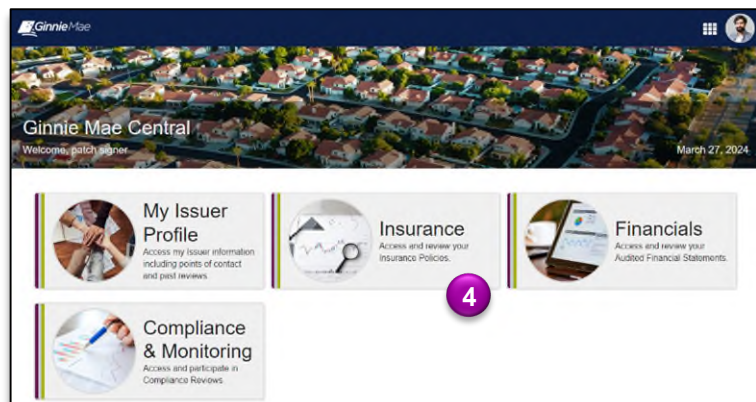 GinnieMae
Ginnie Mae Central
Welcome, patch signer
March 27, 2024
My Issuer
Profile
Access my issuer information
including points of contact
and past reviews.
Insurance
Access and review your
Insurance Policies.
4
Financials
Access and review your
Audited Financial Statements.
Compliance
& Monitoring
Access and participate in
Compliance Reviews.